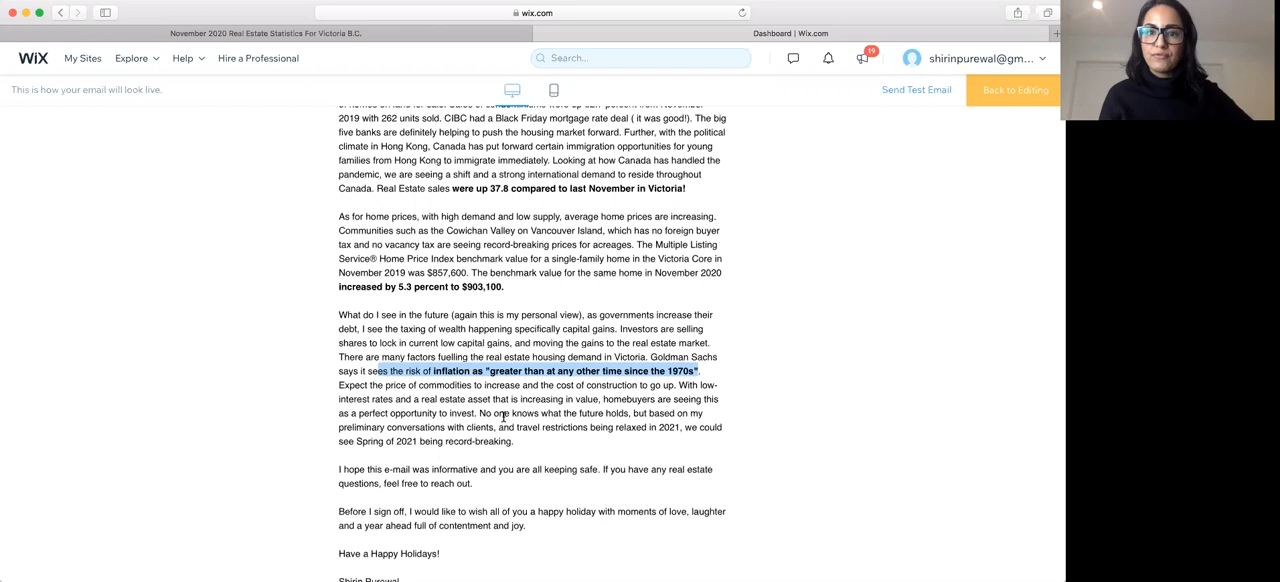 wix.com
November 2020 Real Estate Statistics For Victoria B.C.
Dashboard | Wix.com
WiX
My Sites
Explore
Help
Hire a Professional
Search...
19
shirinpurewal@gm...
This is how your email will look live.
Send Test Email
Back to Editing
2019 with 262 units sold. CIBC had a Black Friday mortgage rate deal ( it was good!). The big
five banks are definitely helping to push the housing market forward. Further, with the political
climate in Hong Kong, Canada has put forward certain immigration opportunities for young
families from Hong Kong to immigrate immediately. Looking at how Canada has handled the
pandemic, we are seeing a shift and a strong international demand to reside throughout
Canada. Real Estate sales were up 37.8 compared to last November in Victoria!
As for home prices, with high demand and low supply, average home prices are increasing.
Communities such as the Cowichan Valley on Vancouver Island, which has no foreign buyer
tax and no vacancy tax are seeing record-breaking prices for acreages. The Multiple Listing
Service® Home Price Index benchmark value for a single-family home in the Victoria Core in
November 2019 was $857,600. The benchmark value for the same home in November 2020
increased by 5.3 percent to $903,100.
What do I see in the future (again this is my personal view), as governments increase their
debt, I see the taxing of wealth happening specifically capital gains. Investors are selling
shares to lock in current low capital gains, and moving the gains to the real estate market.
There are many factors fuelling the real estate housing demand in Victoria. Goldman Sachs
says it sees the risk of inflation as "greater than at any other time since the 1970s".
Expect the price of commodities to increase and the cost of construction to go up. With low-
interest rates and a real estate asset that is increasing in value, homebuyers are seeing this
as a perfect opportunity to invest. No one knows what the future holds, but based on my
preliminary conversations with clients, and travel restrictions being relaxed in 2021, we could
see Spring of 2021 being record-breaking.
I hope this e-mail was informative and you are all keeping safe. If you have any real estate
questions, feel free to reach out.
Before I sign off, I would like to wish all of you a happy holiday with moments of love, laughter
and a year ahead full of contentment and joy.
Have a Happy Holidays!
Shirin Purewal